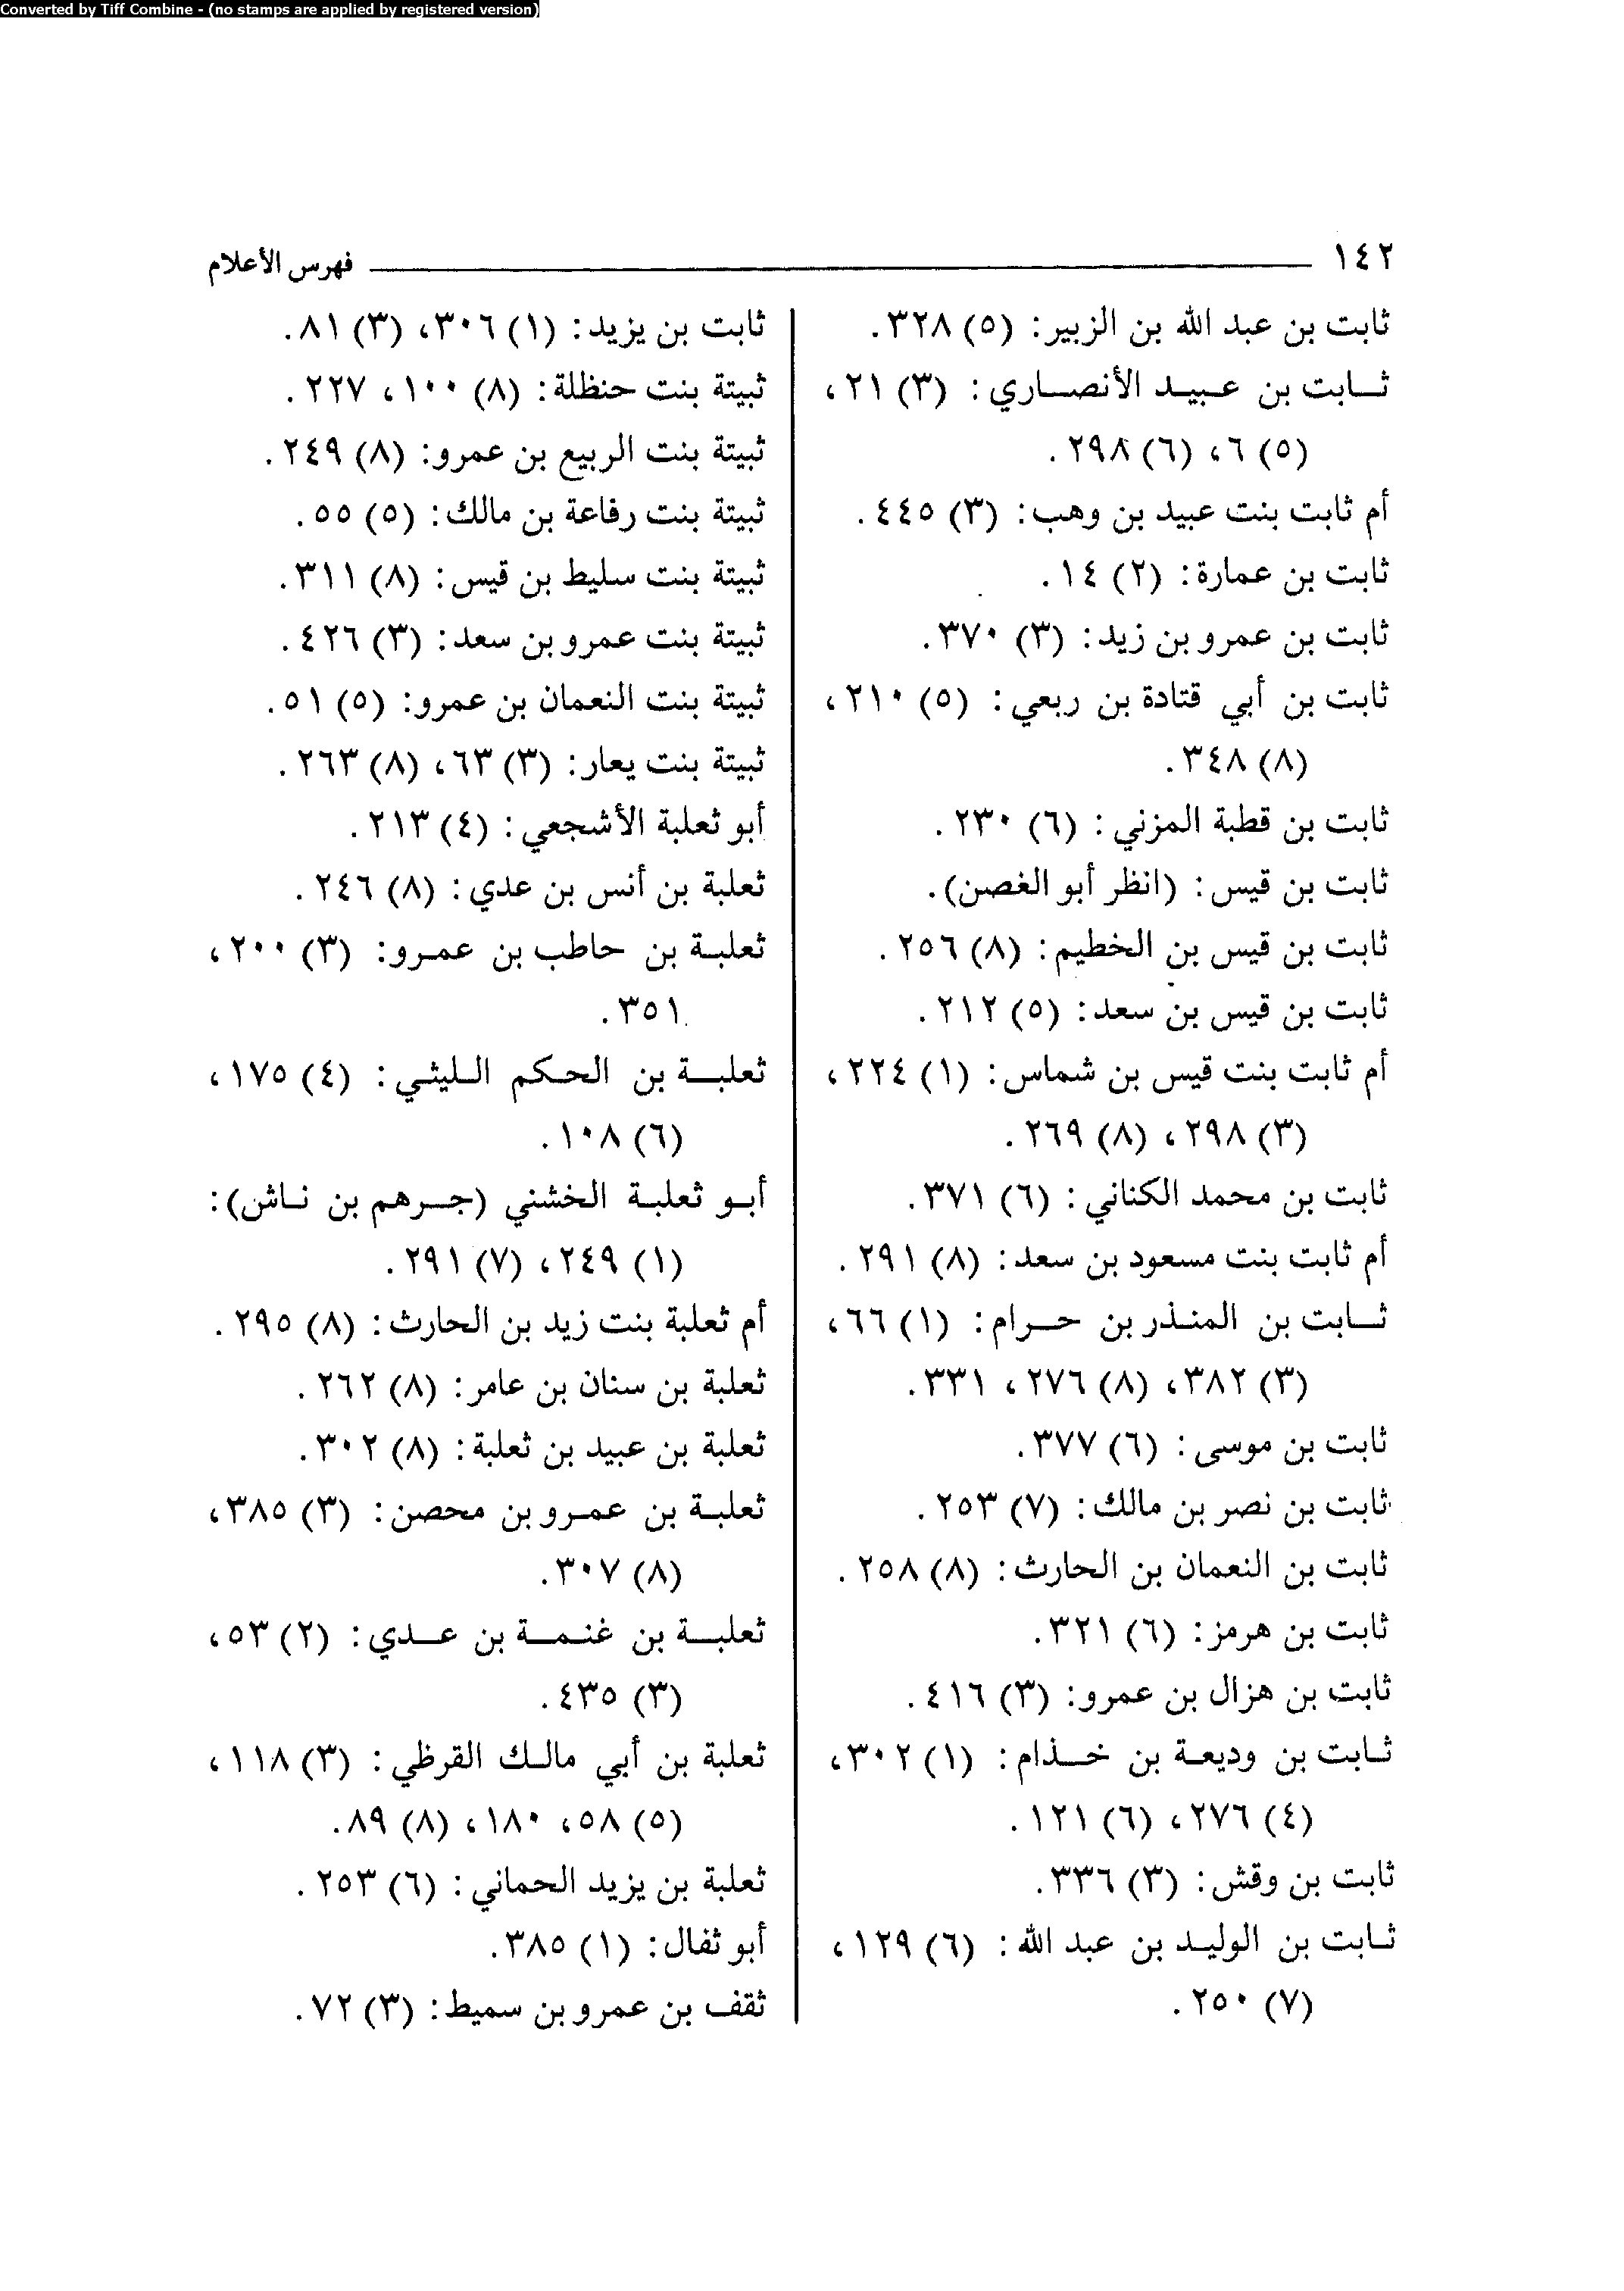 Converted by Tiff Combine - (no stamps are applied by registered version)
١٤٢ فهرس الأعلام
ثابت بن عبد الله بن الزبير: (٥) ٣٢٨.
ثابت بن عبيد الأنصاري: (٣) ٢١،
(٥) ٦، (٦) ٢٩٨.
أم ثابت بنت عبيد بن وهب: (٣) ٤٤٥.
ثابت بن عمارة: (٢) ١٤.
ثابت بن عمرو بن زيد: (٣) ٣٧٠.
ثابت بن أبي قتادة بن ربعي: (٥) ٢١٠،
(٨) ٣٤٨.
ثابت بن قطبة المزني: (٦) ٢٣٠.
ثابت بن قيس: (انظر أبو الغصن).
ثابت بن قيس بن الخطيم: (٨) ٢٥٦.
ثابت بن قيس بن سعد: (٥) ٢١٢.
أم ثابت بنت قيس بن شماس: (١) ٢٢٤،
(٣) ٢٩٨، (٨) ٢٦٩.
ثابت بن محمد الكناني: (٦) ٣٧١.
أم ثابت بنت مسعود بن سعد: (٨) ٢٩١.
ثابت بن المنذر بن حرام: (١) ٦٦،
(٣) ٣٨٢، (٨) ٢٧٦، ٣٣١.
ثابت بن موسى: (٦) ٣٧٧.
ثابت بن نصر بن مالك: (٧) ٢٥٣.
ثابت بن النعمان بن الحارث: (٨) ٢٥٨.
ثابت بن هرمز: (٦) ٣٢١.
ثابت بن هزال بن عمرو: (٣) ٤١٦.
ثابت بن وديعة بن خذام: (١) ٣٠٢،
(٤) ٢٧٦، (٦) ١٢١.
ثابت بن وقش: (٣) ٣٣٦.
ثابت بن الوليد بن عبد الله: (٦) ١٢٩،
(٧) ٢٥٠.
ثابت بن يزيد: (١) ٣٠٦، (٣) ٨١.
ثبيتة بنت حنظلة: (٨) ١٠٠، ٢٢٧.
ثبيتة بنت الربيع بن عمرو: (٨) ٢٤٩.
ثبيتة بنت رفاعة بن مالك: (٥) ٥٥.
ثبيتة بنت سليط بن قيس: (٨) ٣١١.
ثبيتة بنت عمرو بن سعد: (٣) ٤٢٦.
ثبيتة بنت النعمان بن عمرو: (٥) ٥١.
ثبيتة بنت يعار: (٣) ٦٣، (٨) ٢٦٣.
أبو ثعلبة الأشجعي: (٤) ٢١٣.
ثعلبة بن أنس بن عدي: (٨) ٢٤٦.
ثعلبة بن حاطب بن عمرو: (٣) ٢٠٠،
٣٥١.
ثعلبة بن الحكم الليثي: (٤) ١٧٥،
(٦) ١٠٨.
أبو ثعلبة الخشني (جرهم بن ناش):
(١) ٢٤٩، (٧) ٢٩١.
أم ثعلبة بنت زيد بن الحارث: (٨) ٢٩٥.
ثعلبة بن سنان بن عامر: (٨) ٢٦٢.
ثعلبة بن عبيد بن ثعلبة: (٨) ٣٠٢.
ثعلبة بن عمرو بن محصن: (٣) ٣٨٥،
(٨) ٣٠٧.
ثعلبة بن غنمة بن عدي: (٢) ٥٣،
(٣) ٤٣٥.
ثعلبة بن أبي مالك القرظي: (٣) ١١٨،
(٥) ٥٨، ١٨٠، (٨) ٨٩.
ثعلبة بن يزيد الحماني: (٦) ٢٥٣.
أبو ثفال: (١) ٣٨٥.
ثقف بن عمرو بن سميط: (٣) ٧٢.